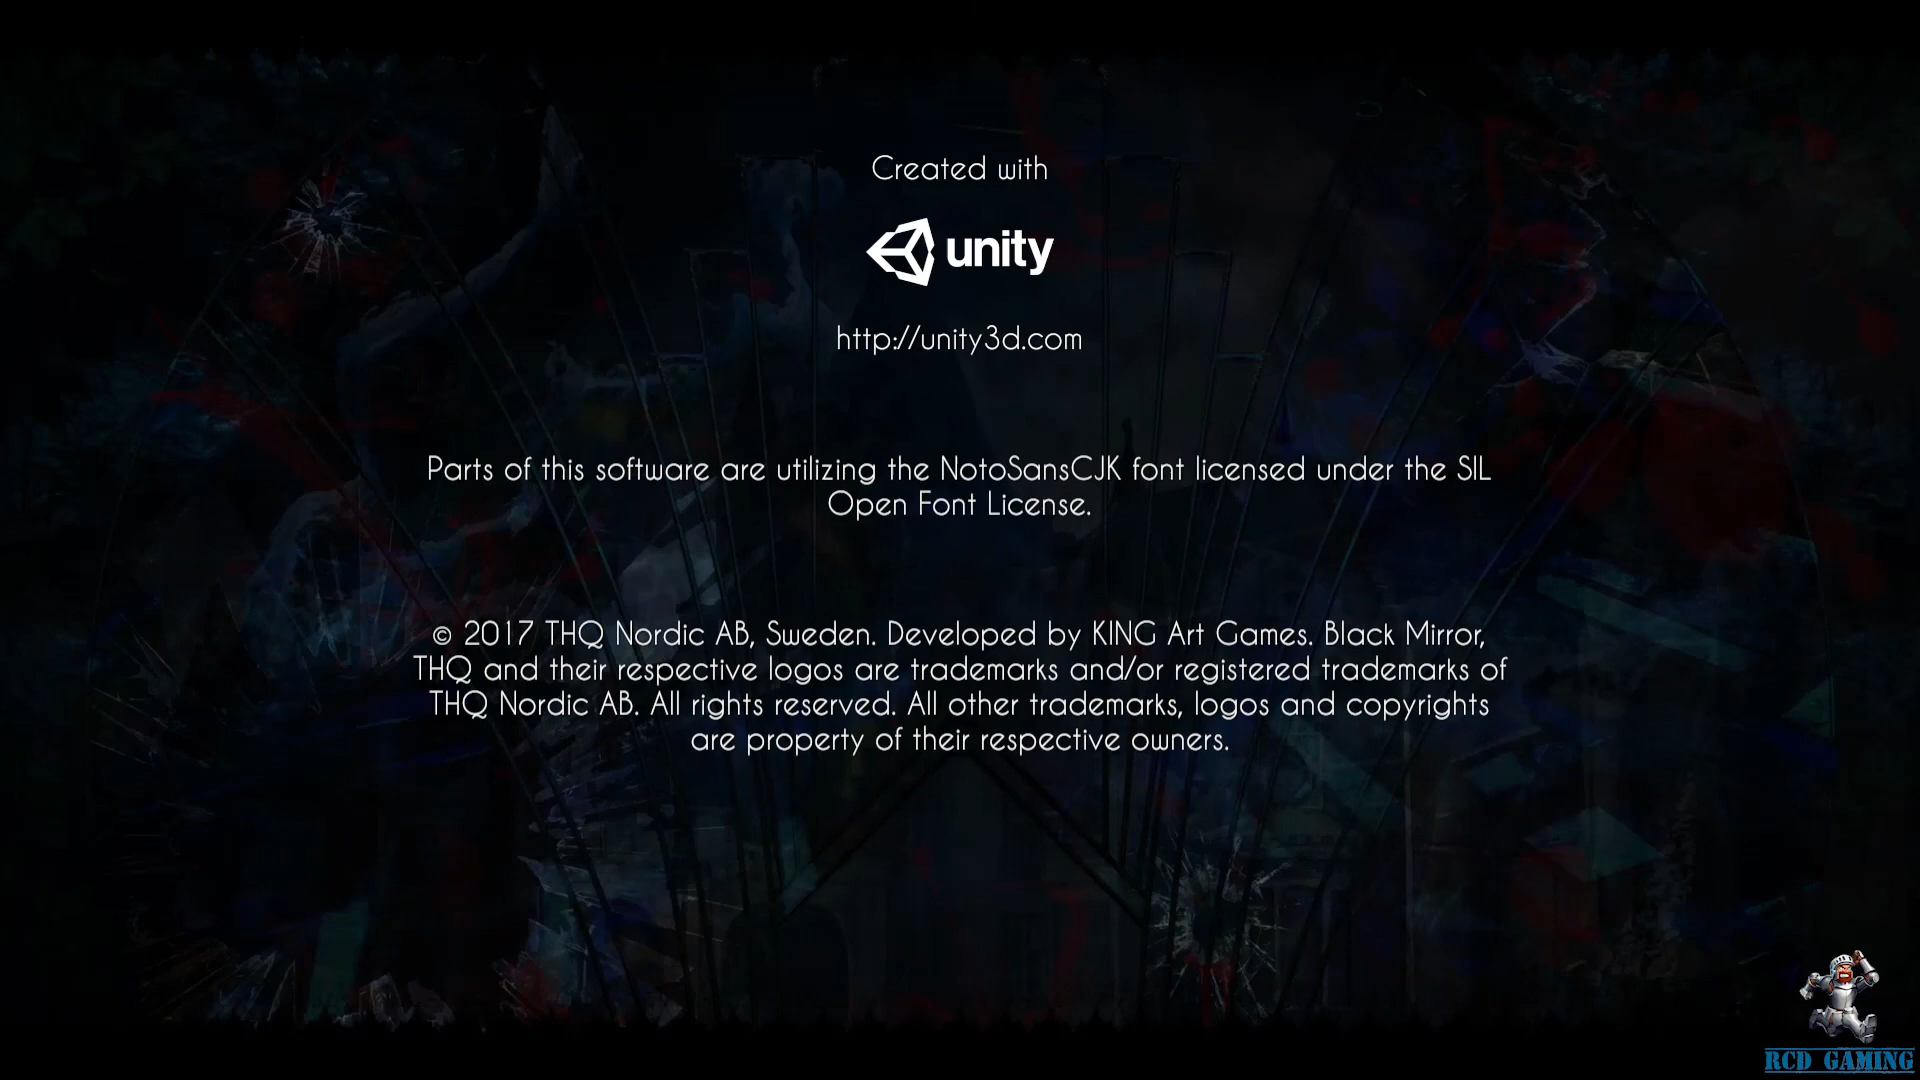 Created with
unity
http://unity3d.com
Parts of this software are utilizing the NotoSansCJK font licensed under the SIL
Open Font License.
© 2017 THQ Nordic AB, Sweden. Developed by KING Art Games. Black Mirror,
THQ and their respective logos are trademarks and/or registered trademarks of
THQ Nordic AB. All rights reserved. All other trademarks, logos and copyrights
are property of their respective owners.
RCD GAMING